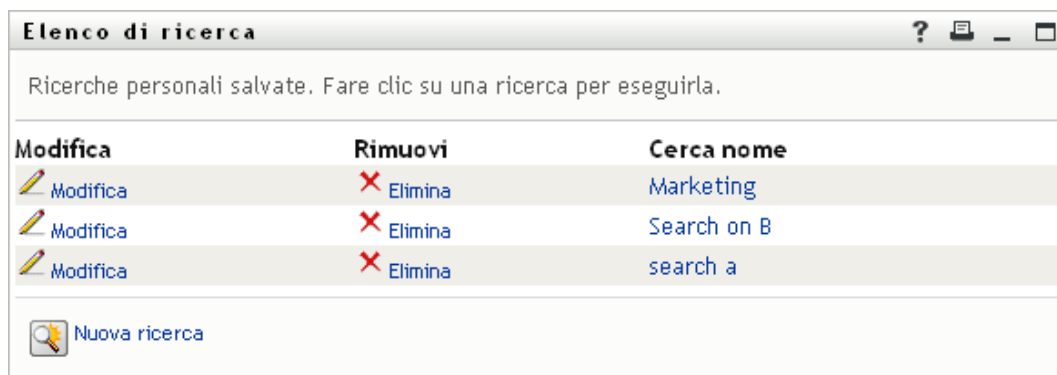 Elenco di ricerca ?
Ricerche personali salvate. Fare clic su una ricerca per eseguirla.
Modifica Rimuovi Cerca nome
Modifica Elimina Marketing
Modifica Elimina Search on B
Modifica Elimina search a
Nuova ricerca